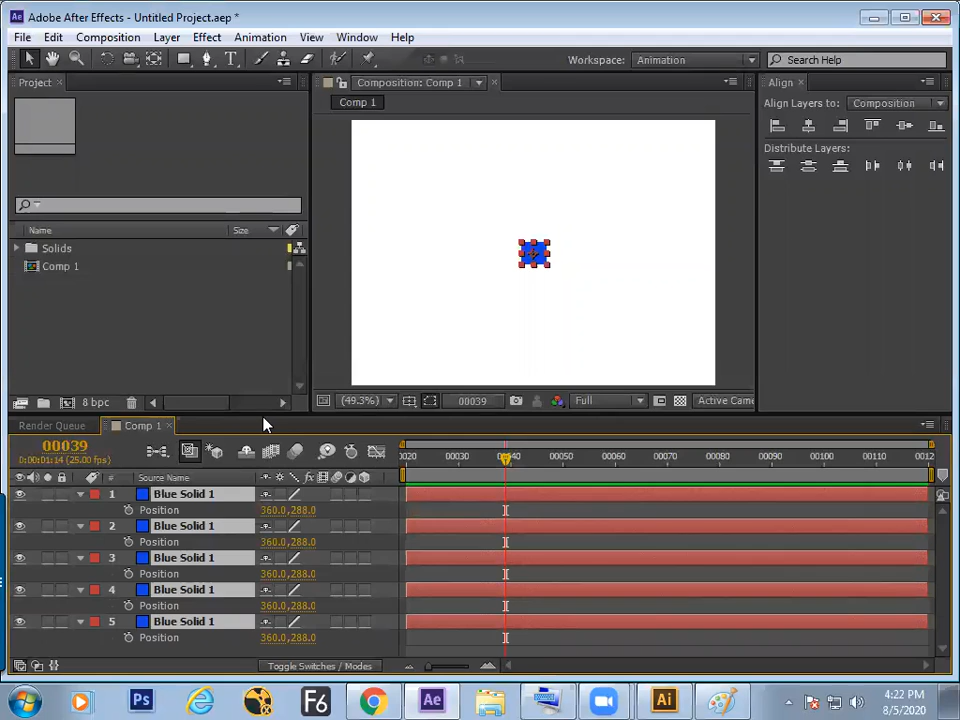 Adobe After Effects - Untitled Project.aep *
File Edit Composition Layer Effect Animation View Window Help
Workspace: Animation Search Help
Project Composition: Comp 1 Align
Comp 1 Align Layers to: Composition
Distribute Layers:
Name Size
Solids
Comp 1
8 bpc (49.3%) 00039 Full Active Came
Render Queue Comp 1
00039
0:00:01:14 (25.00 fps)
0020 00030 00040 00050 00060 00070 00080 00090 00100 00110 0012
# Source Name
1 Blue Solid 1
Position 360.0,288.0
2 Blue Solid 1
Position 360.0,288.0
3 Blue Solid 1
Position 360.0,288.0
4 Blue Solid 1
Position 360.0,288.0
5 Blue Solid 1
Position 360.0,288.0
Toggle Switches / Modes
Ps F6 Ae Ai 4:22 PM
8/5/2020